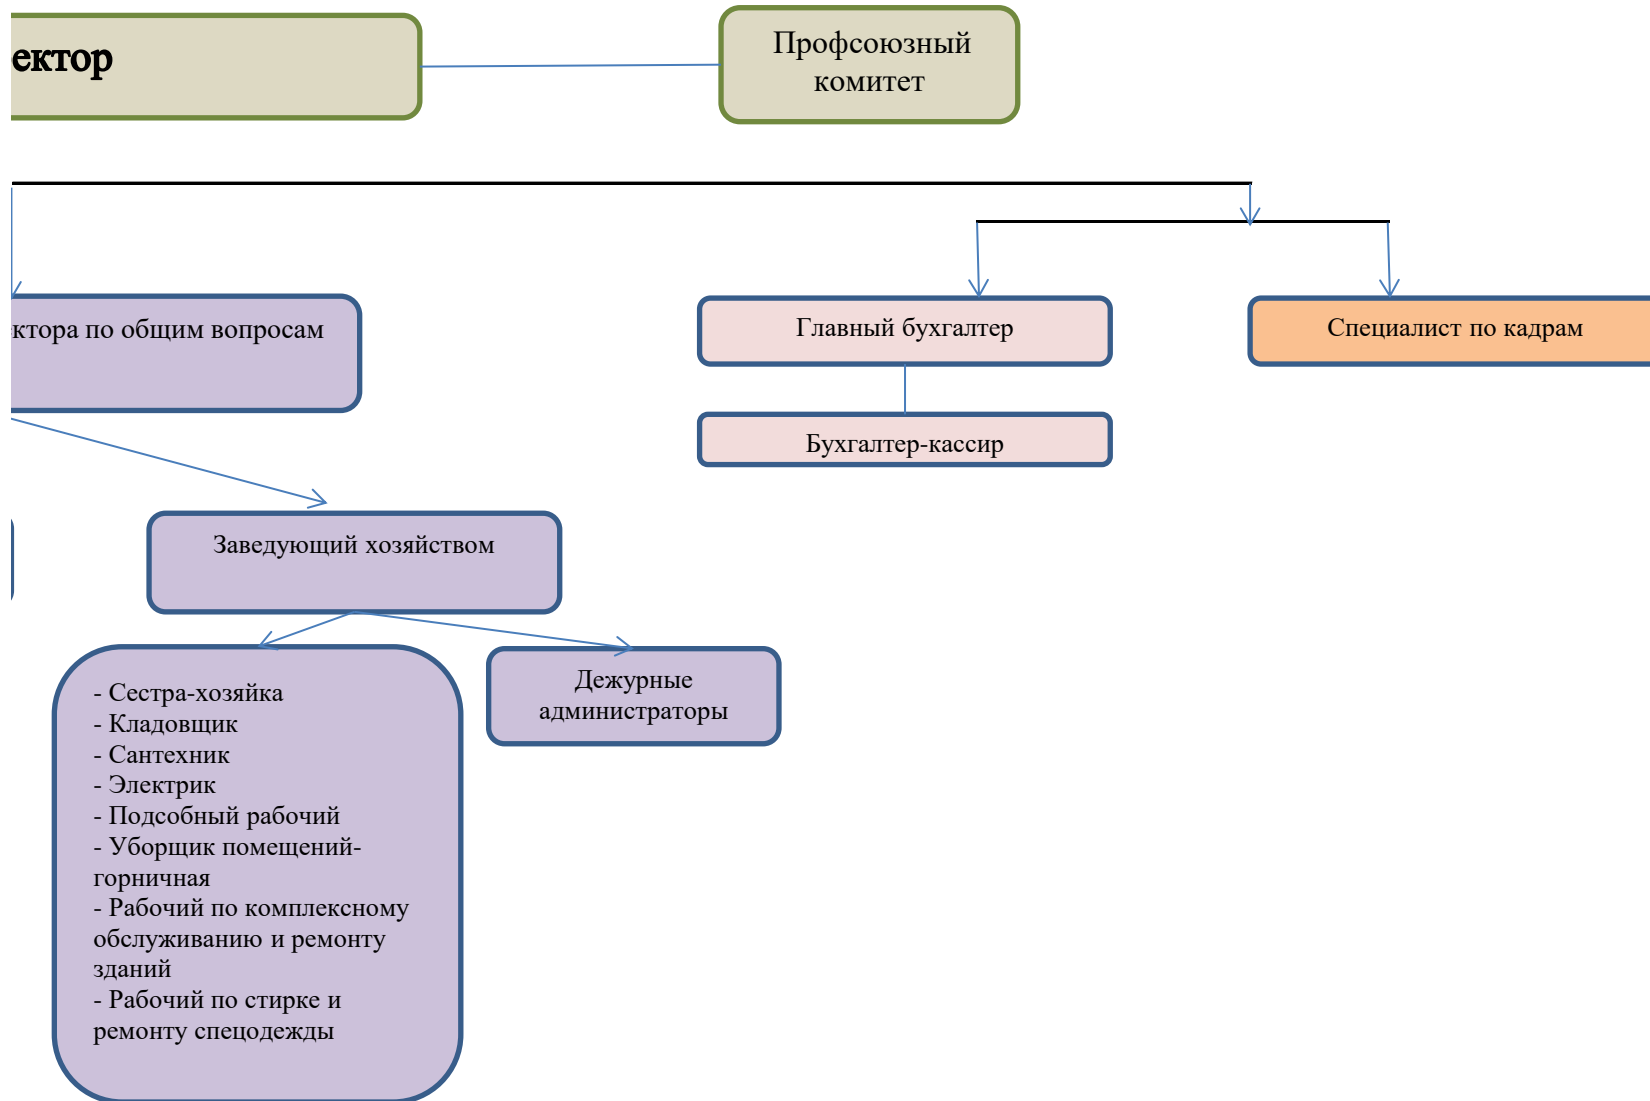 ектор
Профсоюзный
комитет
ктора по общим вопросам
Главный бухгалтер
Специалист по кадрам
Бухгалтер-кассир
Заведующий хозяйством
- Сестра-хозяйка
- Кладовщик
- Сантехник
- Электрик
- Подсобный рабочий
- Уборщик помещений-
горничная
- Рабочий по комплексному
обслуживанию и ремонту
зданий
- Рабочий по стирке и
ремонту спецодежды
Дежурные
администраторы